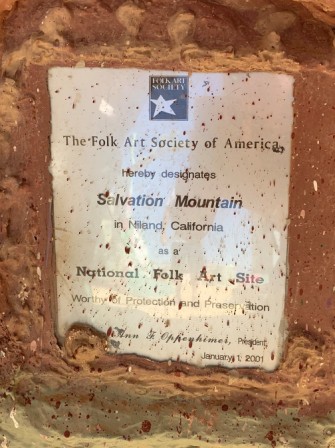 FOLK ART
SOCIETY
The Folk Art Society of America
hereby designates
Salvation Mountain
in Niland, California
as a
National Folk Art Site
Worthy of Protection and Preservation
Ann F. Oppenhimer, President
January 1, 2001